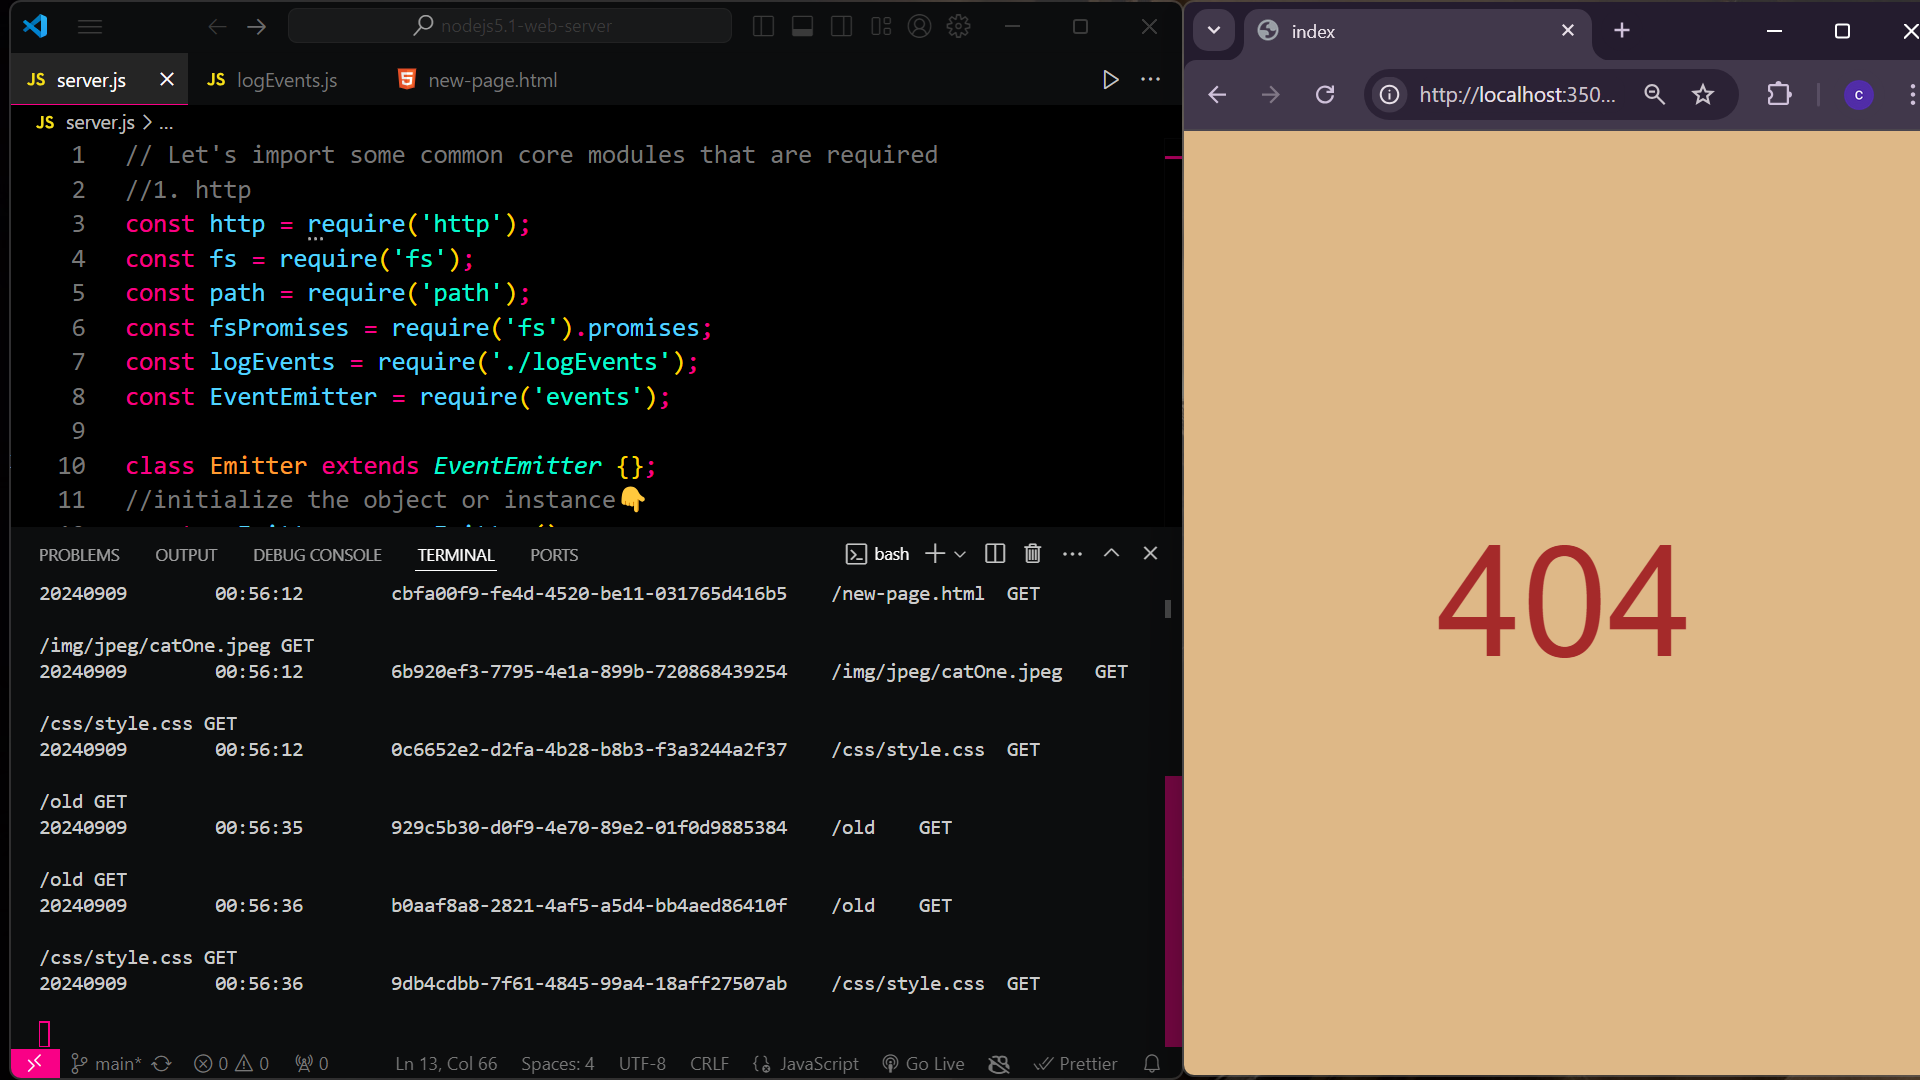 nodejs5.1-web-server
JS server.js
JS logEvents.js
new-page.html
JS server.js > ...
1 // Let's import some common core modules that are required
2 //1. http
3 const http = require('http');
4 const fs = require('fs');
5 const path = require('path');
6 const fsPromises = require('fs').promises;
7 const logEvents = require('./logEvents');
8 const EventEmitter = require('events');
9
10 class Emitter extends EventEmitter {};
11 //initialize the object or instance👇
PROBLEMS OUTPUT DEBUG CONSOLE TERMINAL PORTS bash
20240909 00:56:12 cbfa00f9-fe4d-4520-be11-031765d416b5 /new-page.html GET
/img/jpeg/catOne.jpeg GET
20240909 00:56:12 6b920ef3-7795-4e1a-899b-720868439254 /img/jpeg/catOne.jpeg GET
/css/style.css GET
20240909 00:56:12 0c6652e2-d2fa-4b28-b8b3-f3a3244a2f37 /css/style.css GET
/old GET
20240909 00:56:35 929c5b30-d0f9-4e70-89e2-01f0d9885384 /old GET
/old GET
20240909 00:56:36 b0aaf8a8-2821-4af5-a5d4-bb4aed86410f /old GET
/css/style.css GET
20240909 00:56:36 9db4cdbb-7f61-4845-99a4-18aff27507ab /css/style.css GET
main* 0 0 0 Ln 13, Col 66 Spaces: 4 UTF-8 CRLF {} JavaScript Go Live Prettier
index
http://localhost:350...
c
404